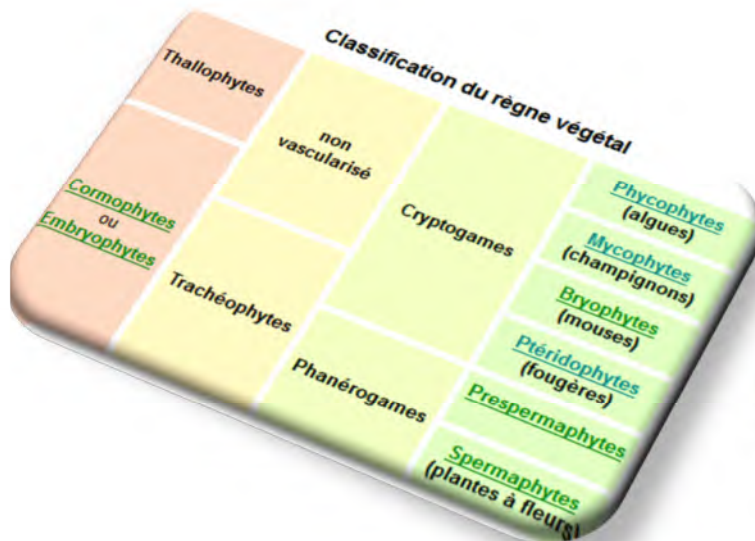 Classification du règne végétal
Thallophytes
Cormophytes
ou
Embryophytes
non
vascularisé
Trachéophytes
Cryptogames
Phanérogames
Phycophytes
(algues)
Mycophytes
(champignons)
Bryophytes
(mouses)
Ptéridophytes
(fougères)
Prespermaphytes
Spermaphytes
(plantes à fleurs)